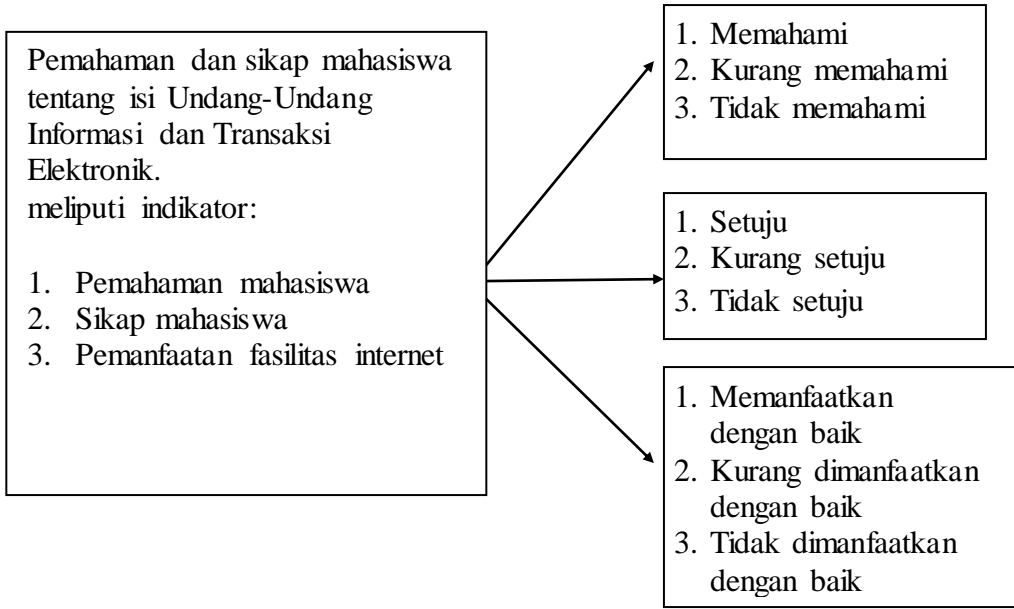 Pemahaman dan sikap mahasiswa
tentang isi Undang-Undang
Informasi dan Transaksi
Elektronik.
meliputi indikator:
1. Pemahaman mahasiswa
2. Sikap mahasiswa
3. Pemanfaatan fasilitas internet
1. Memahami
2. Kurang memahami
3. Tidak memahami
1. Setuju
2. Kurang setuju
3. Tidak setuju
1. Memanfaatkan
dengan baik
2. Kurang dimanfaatkan
dengan baik
3. Tidak dimanfaatkan
dengan baik